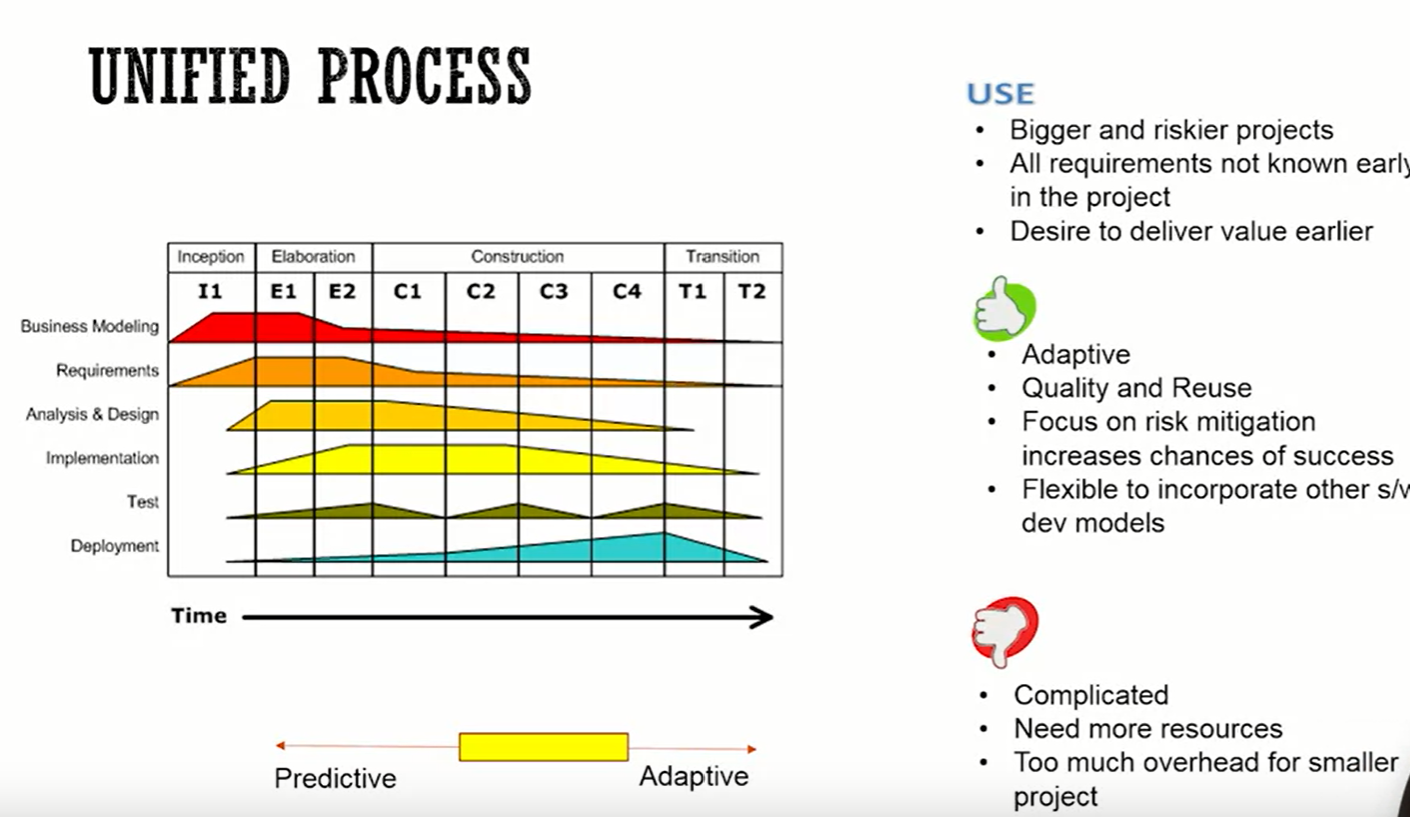 UNIFIED PROCESS
USE
• Bigger and riskier projects
• All requirements not known early
in the project
• Desire to deliver value earlier
Inception Elaboration Construction Transition
I1 E1 E2 C1 C2 C3 C4 T1 T2
Business Modeling
Requirements
Analysis & Design
Implementation
Test
Deployment
Time
• Adaptive
• Quality and Reuse
• Focus on risk mitigation
increases chances of success
• Flexible to incorporate other s/w
dev models
• Complicated
• Need more resources
• Too much overhead for smaller
project
Predictive
Adaptive